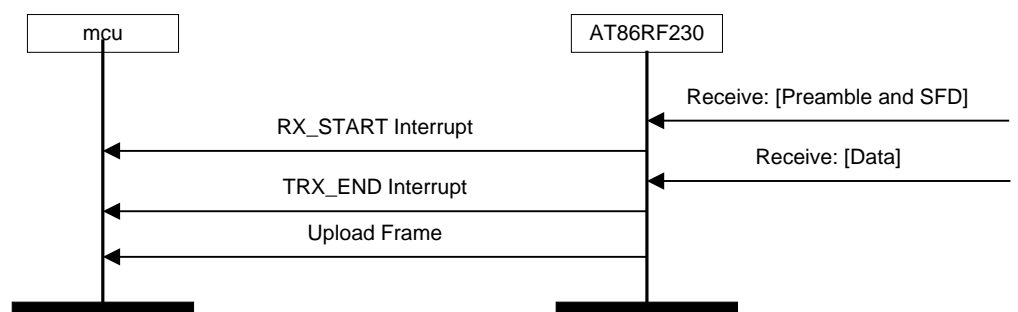 mcu
AT86RF230
Receive: [Preamble and SFD]
RX_START Interrupt
Receive: [Data]
TRX_END Interrupt
Upload Frame